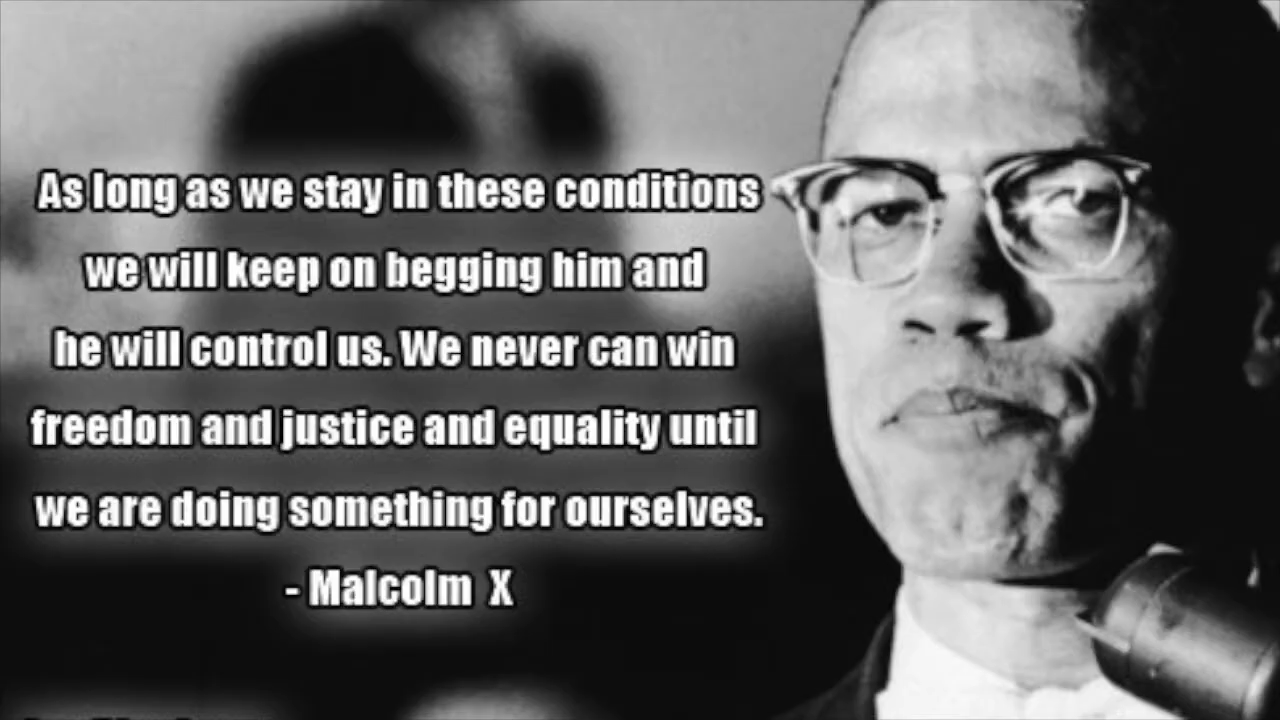 As long as we stay in these conditions
we will keep on begging him and
he will control us. We never can win
freedom and justice and equality until
we are doing something for ourselves.
- Malcolm X